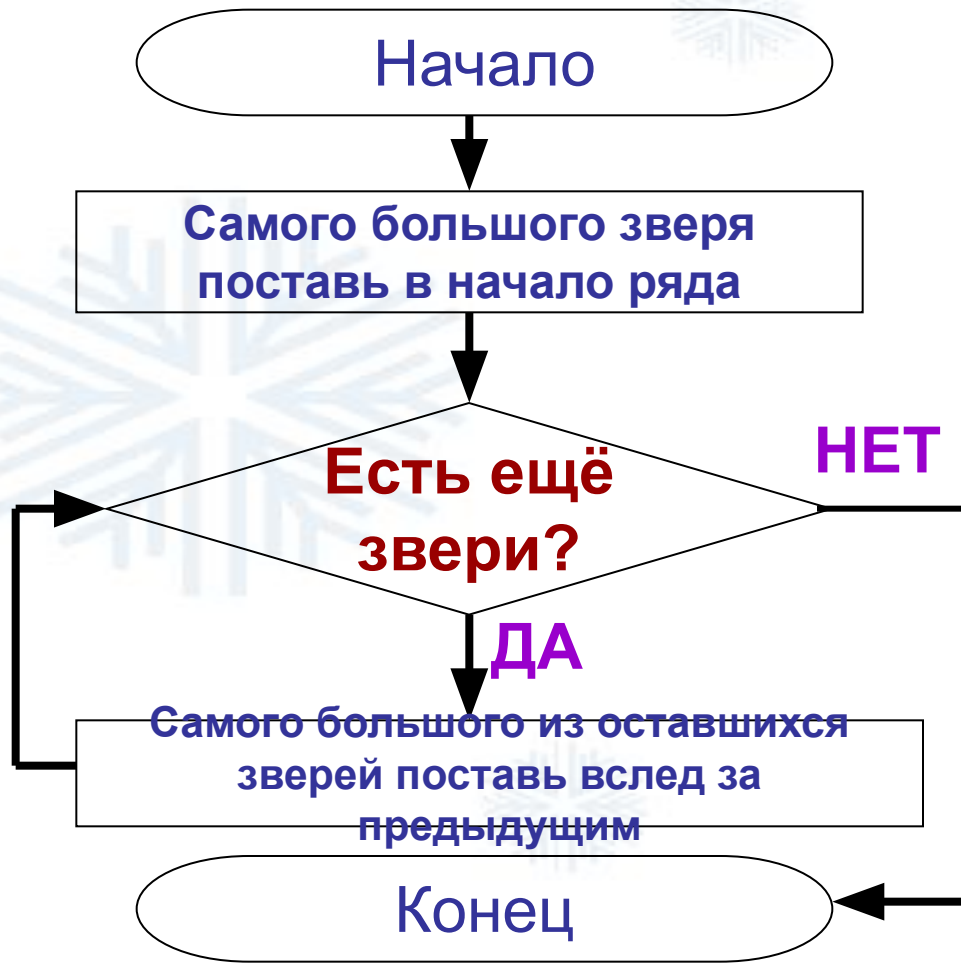 Начало
Самого большого зверя
поставь в начало ряда
Есть ещё
звери?
НЕТ
ДА
Самого большого из оставшихся
зверей поставь вслед за
предыдущим
Конец